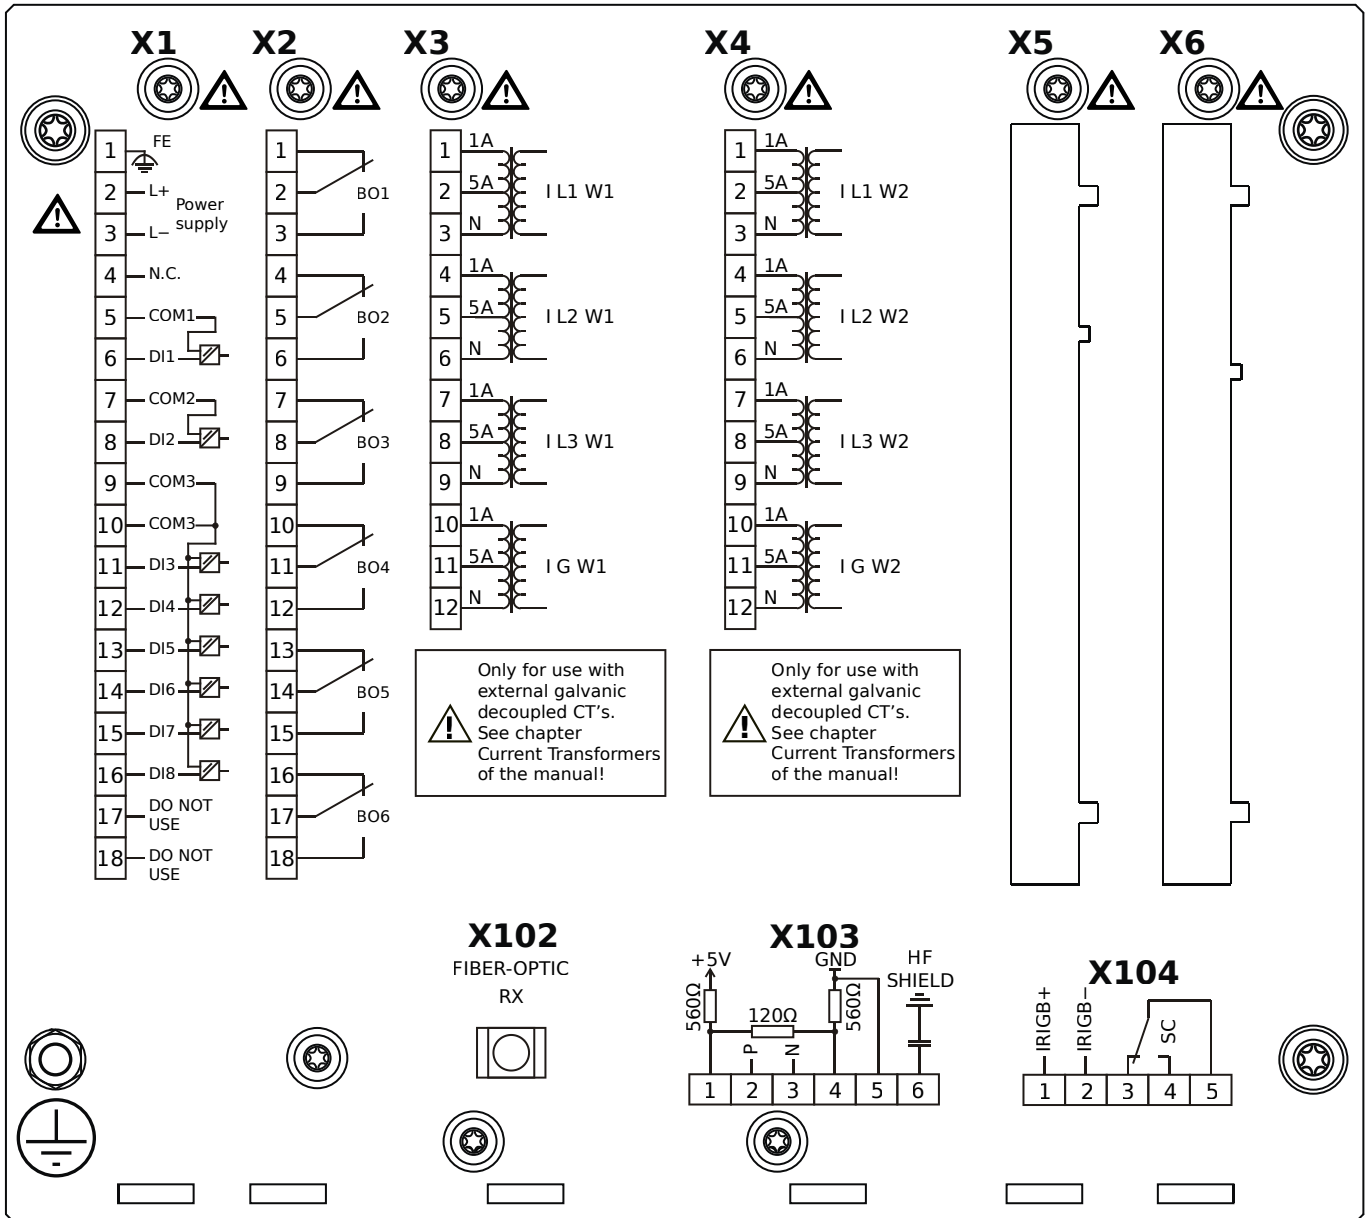 X1 X2 X3 X4 X5 X6
1 FE
2 L+
Power
supply
3 L−
4 N.C.
5 COM1
6 DI1
7 COM2
8 DI2
9 COM3
10 COM3
11 DI3
12 DI4
13 DI5
14 DI6
15 DI7
16 DI8
17 DO NOT
USE
18 DO NOT
USE
1
2 BO1
3
4
5 BO2
6
7
8 BO3
9
10
11 BO4
12
13
14 BO5
15
16
17 BO6
18
1 1A
2 5A I L1 W1
3 N
4 1A
5 5A I L2 W1
6 N
7 1A
8 5A I L3 W1
9 N
10 1A
11 5A I G W1
12 N
Only for use with
external galvanic
decoupled CT's.
See chapter
Current Transformers
of the manual!
1 1A
2 5A I L1 W2
3 N
4 1A
5 5A I L2 W2
6 N
7 1A
8 5A I L3 W2
9 N
10 1A
11 5A I G W2
12 N
Only for use with
external galvanic
decoupled CT's.
See chapter
Current Transformers
of the manual!
X102
FIBER-OPTIC
RX
X103
+5V GND HF
SHIELD
560Ω 120Ω 560Ω
P N
1 2 3 4 5 6
X104
IRIGB+ IRIGB− SC
1 2 3 4 5